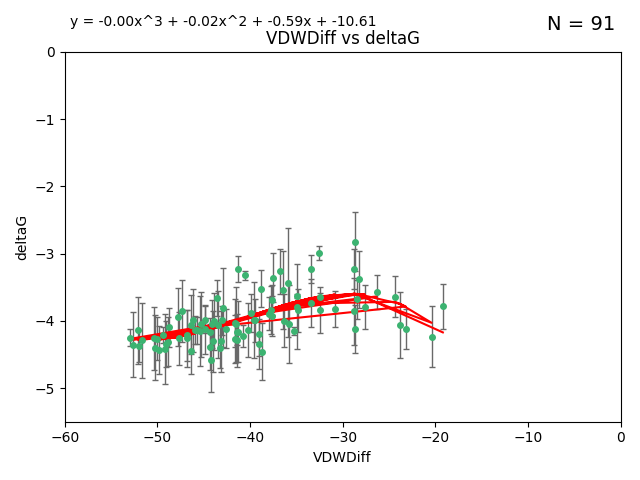 y = -0.00x^3 + -0.02x^2 + -0.59x + -10.61
N = 91
VDWDiff vs deltaG
0
−1
−2
−3
−4
−5
deltaG
−60 −50 −40 −30 −20 −10 0
VDWDiff